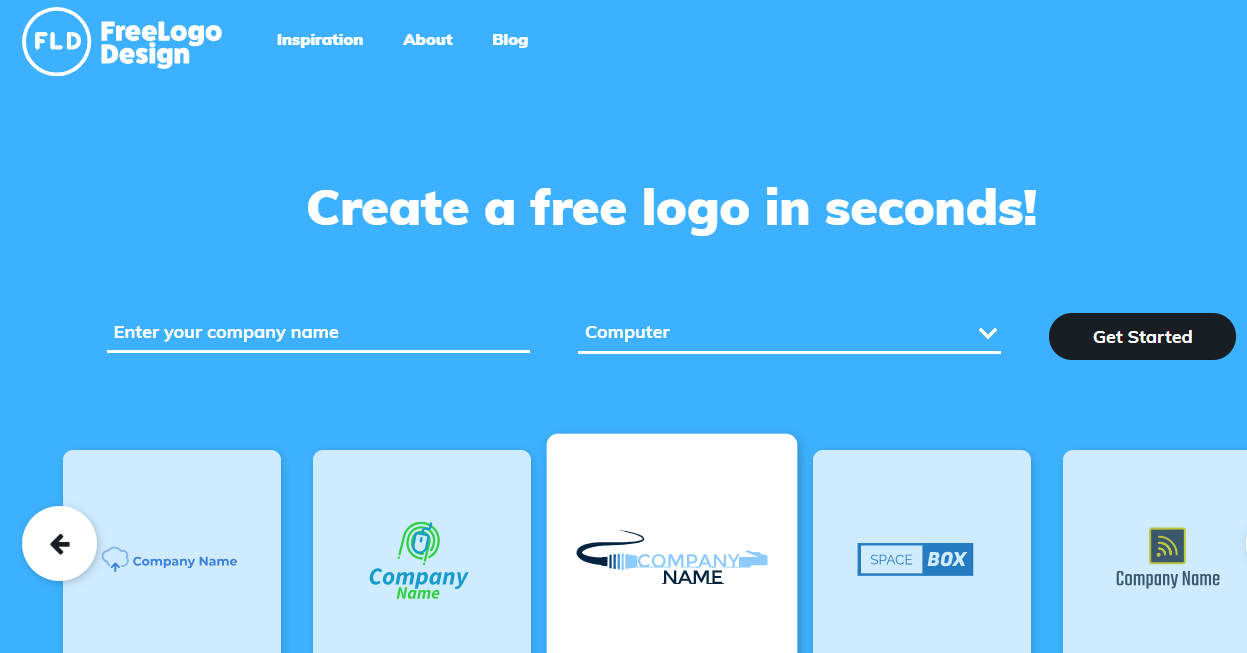 FLD
FreeLogo
Design
Inspiration
About
Blog
Create a free logo in seconds!
Enter your company name
Computer
Get Started
Company Name
Company
Name
COMPANY
NAME
SPACE BOX
Company Name